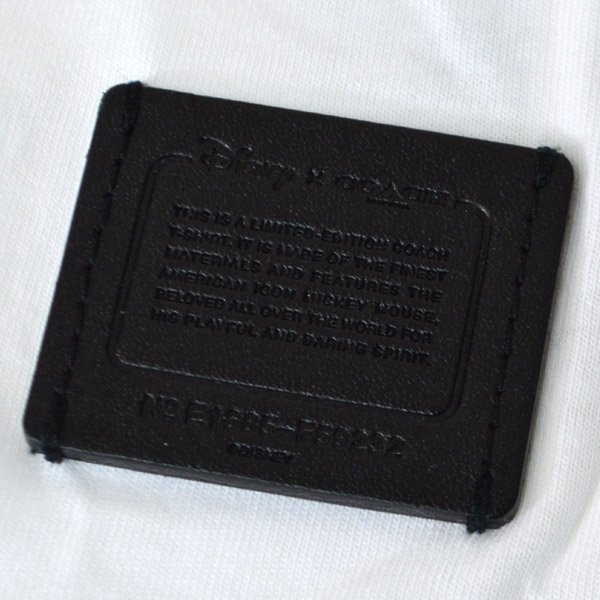 Disney × COACH
THIS IS A LIMITED-EDITION COACH
T-SHIRT. IT IS MADE OF THE FINEST
MATERIALS AND FEATURES THE
AMERICAN ICON MICKEY MOUSE,
BELOVED ALL OVER THE WORLD FOR
HIS PLAYFUL AND DARING SPIRIT.
Nº
©DISNEY